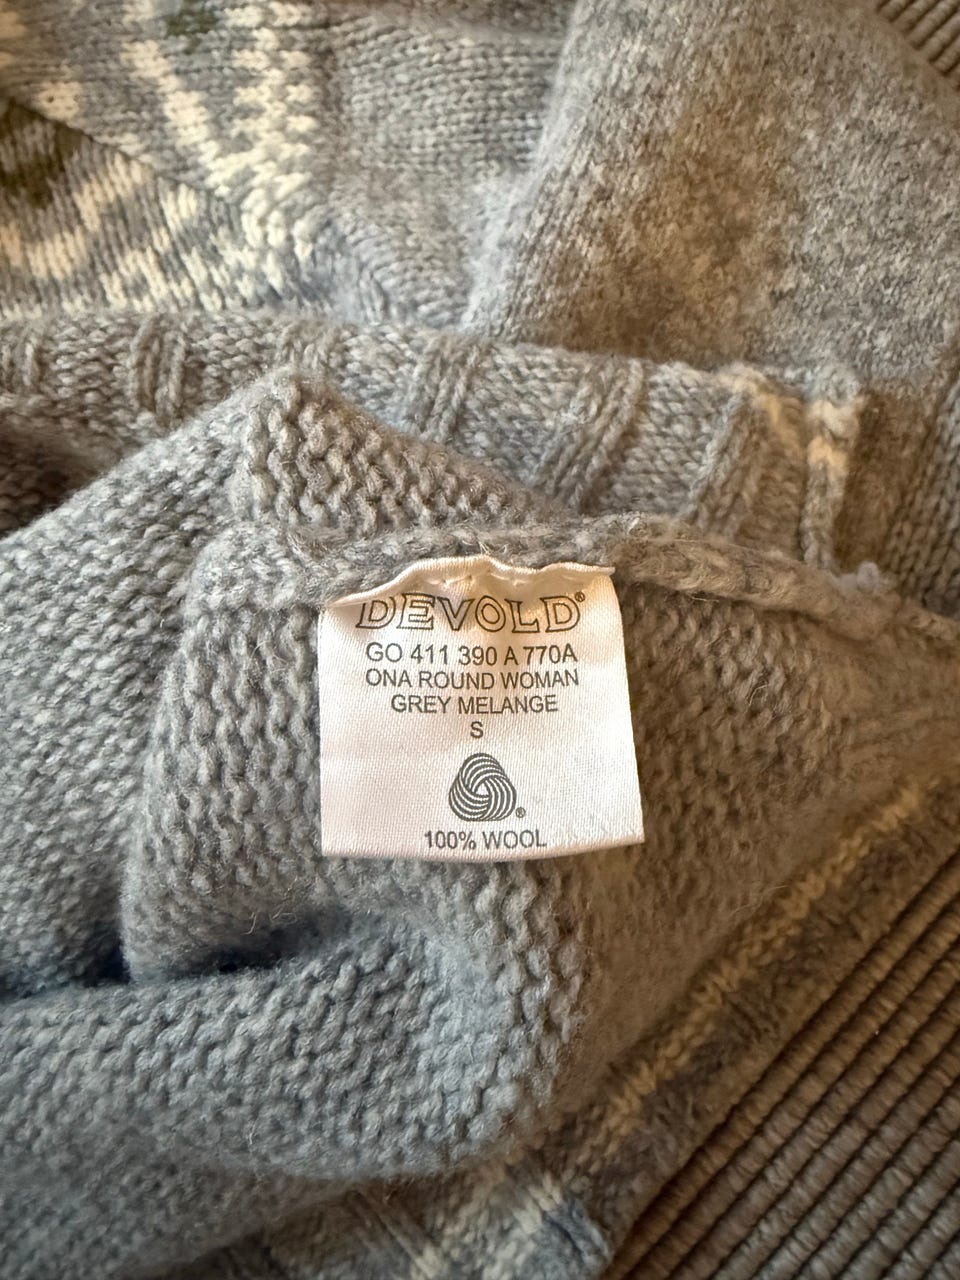 DEVOLD®
GO 411 390 A 770A
ONA ROUND WOMAN
GREY MELANGE
S
®
100% WOOL